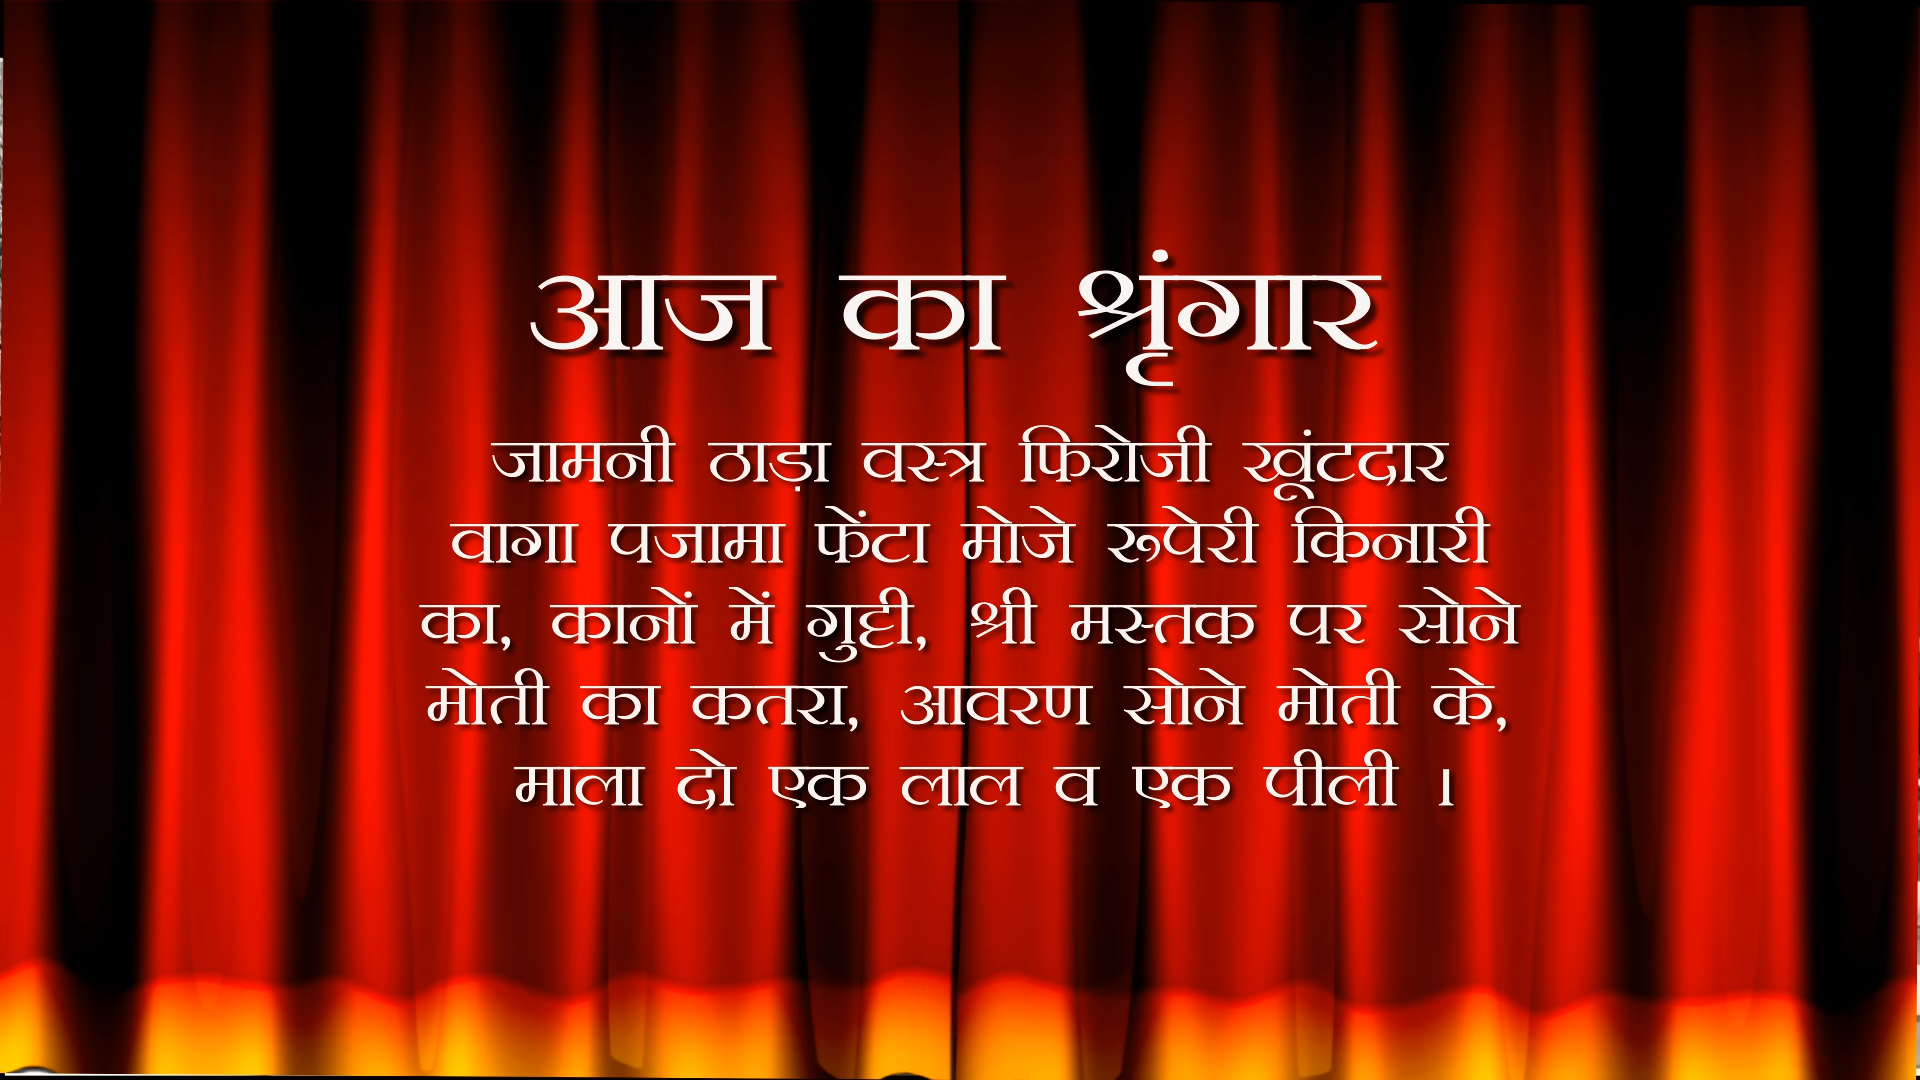 आज का श्रृंगार
जामनी ठाड़ा वस्त्र फिरोजी खूंटदार
वागा पजामा फेंटा मोजे रूपेरी किनारी
का, कानों में गुट्टी, श्री मस्तक पर सोने
मोती का कतरा, आवरण सोने मोती के,
माला दो एक लाल व एक पीली ।